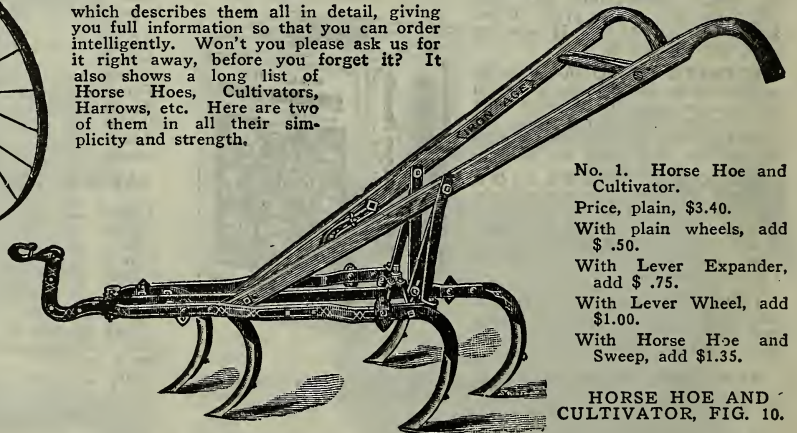 which describes them all in detail, giving
you full information so that you can order
intelligently. Won't you please ask us for
it right away, before you forget it? It
also shows a long list of
Horse Hoes, Cultivators,
Harrows, etc. Here are two
of them in all their sim-
plicity and strength.
IRON AGE
No. 1. Horse Hoe and
Cultivator.
Price, plain, $3.40.
With plain wheels, add
$ .50.
With Lever Expander,
add $ .75.
With Lever Wheel, add
$1.00.
With Horse Hoe and
Sweep, add $1.35.
HORSE HOE AND
CULTIVATOR, FIG. 10.